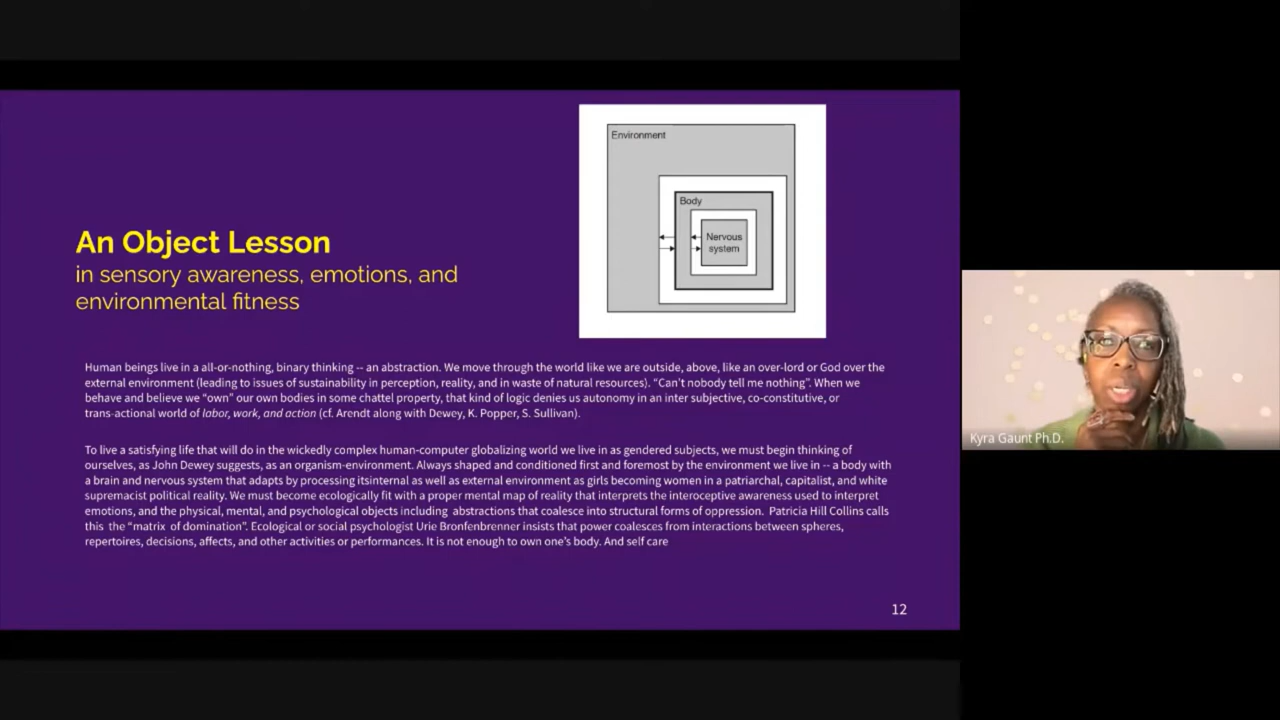 Environment
Body
Nervous
system
An Object Lesson
in sensory awareness, emotions, and
environmental fitness
Human beings live in a all-or-nothing, binary thinking -- an abstraction. We move through the world like we are outside, above, like an over-lord or God over the
external environment (leading to issues of sustainability in perception, reality, and in waste of natural resources). “Can’t nobody tell me nothing”. When we
behave and believe we “own” our own bodies in some chattel property, that kind of logic denies us autonomy in an inter subjective, co-constitutive, or
trans-actional world of labor, work, and action (cf. Arendt along with Dewey, K. Popper, S. Sullivan).
To live a satisfying life that will do in the wickedly complex human-computer globalizing world we live in as gendered subjects, we must begin thinking of
ourselves, as John Dewey suggests, as an organism-environment. Always shaped and conditioned first and foremost by the environment we live in -- a body with
a brain and nervous system that adapts by processing itsinternal as well as external environment as girls becoming women in a patriarchal, capitalist, and white
supremacist political reality. We must become ecologically fit with a proper mental map of reality that interprets the interoceptive awareness used to interpret
emotions, and the physical, mental, and psychological objects including abstractions that coalesce into structural forms of oppression. Patricia Hill Collins calls
this the “matrix of domination”. Ecological or social psychologist Urie Bronfenbrenner insists that power coalesces from interactions between spheres,
repertoires, decisions, affects, and other activities or performances. It is not enough to own one’s body. And self care
12
Kyra Gaunt Ph.D.